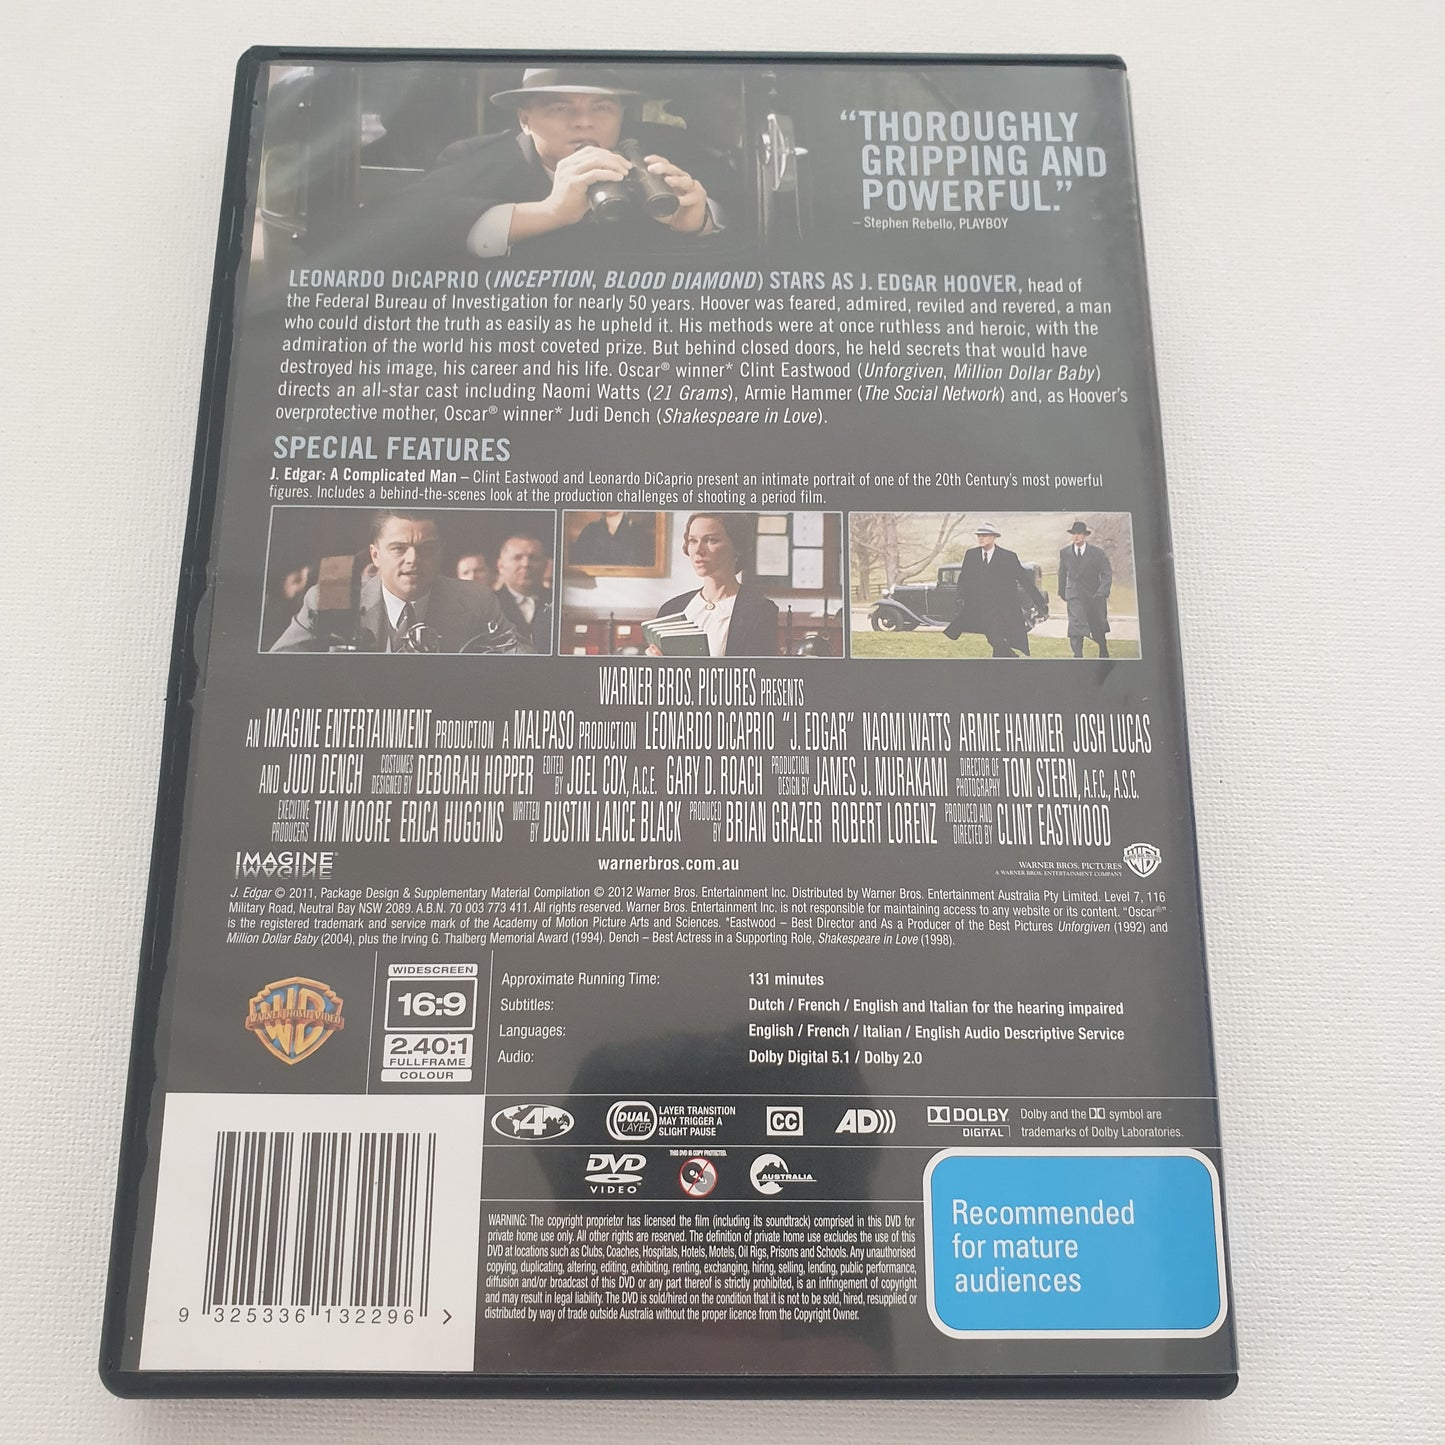 “THOROUGHLY
GRIPPING AND
POWERFUL.”
– Stephen Rebello, PLAYBOY
LEONARDO DiCAPRIO (INCEPTION, BLOOD DIAMOND) STARS AS J. EDGAR HOOVER, head of
the Federal Bureau of Investigation for nearly 50 years. Hoover was feared, admired, reviled and revered, a man
who could distort the truth as easily as he upheld it. His methods were at once ruthless and heroic, with the
admiration of the world his most coveted prize. But behind closed doors, he held secrets that would have
destroyed his image, his career and his life. Oscar® winner* Clint Eastwood (Unforgiven, Million Dollar Baby)
directs an all-star cast including Naomi Watts (21 Grams), Armie Hammer (The Social Network) and, as Hoover's
overprotective mother, Oscar® winner* Judi Dench (Shakespeare in Love).
SPECIAL FEATURES
J. Edgar: A Complicated Man – Clint Eastwood and Leonardo DiCaprio present an intimate portrait of one of the 20th Century's most powerful
figures. Includes a behind-the-scenes look at the production challenges of shooting a period film.
WARNER BROS. PICTURES PRESENTS
AN IMAGINE ENTERTAINMENT PRODUCTION A MALPASO PRODUCTION LEONARDO DiCAPRIO “J. EDGAR” NAOMI WATTS ARMIE HAMMER JOSH LUCAS
AND JUDI DENCH COSTUMES DESIGNED BY DEBORAH HOPPER EDITED BY JOEL COX, A.C.E. GARY D. ROACH PRODUCTION DESIGN BY JAMES J. MURAKAMI DIRECTOR OF PHOTOGRAPHY TOM STERN, A.F.C., A.S.C.
EXECUTIVE PRODUCERS TIM MOORE ERICA HUGGINS WRITTEN BY DUSTIN LANCE BLACK PRODUCED BY BRIAN GRAZER ROBERT LORENZ PRODUCED AND DIRECTED BY CLINT EASTWOOD
IMAGINE
warnerbros.com.au
WARNER BROS. PICTURES
A WARNER BROS. ENTERTAINMENT COMPANY
WB
J. Edgar © 2011, Package Design & Supplementary Material Compilation © 2012 Warner Bros. Entertainment Inc. Distributed by Warner Bros. Entertainment Australia Pty Limited. Level 7, 116
Military Road, Neutral Bay NSW 2089. A.B.N. 70 003 773 411. All rights reserved. Warner Bros. Entertainment Inc. is not responsible for maintaining access to any website or its content. “Oscar®”
is the registered trademark and service mark of the Academy of Motion Picture Arts and Sciences. *Eastwood – Best Director and As a Producer of the Best Pictures Unforgiven (1992) and
Million Dollar Baby (2004), plus the Irving G. Thalberg Memorial Award (1994). Dench – Best Actress in a Supporting Role, Shakespeare in Love (1998).
WB
WARNER HOME VIDEO
WIDESCREEN
16:9
2.40:1
FULLFRAME
COLOUR
Approximate Running Time: 131 minutes
Subtitles: Dutch / French / English and Italian for the hearing impaired
Languages: English / French / Italian / English Audio Descriptive Service
Audio: Dolby Digital 5.1 / Dolby 2.0
4
DUAL
LAYER
LAYER TRANSITION
MAY TRIGGER A
SLIGHT PAUSE
CC
AD)))
DOLBY
DIGITAL
Dolby and the DD symbol are
trademarks of Dolby Laboratories.
DVD
VIDEO™
THIS DVD IS COPY PROTECTED.
AUSTRALIA
WARNING: The copyright proprietor has licensed the film (including its soundtrack) comprised in this DVD for
private home use only. All other rights are reserved. The definition of private home use excludes the use of this
DVD at locations such as Clubs, Coaches, Hospitals, Hotels, Motels, Oil Rigs, Prisons and Schools. Any unauthorised
copying, duplicating, altering, editing, exhibiting, renting, exchanging, hiring, selling, lending, public performance,
diffusion and/or broadcast of this DVD or any part thereof is strictly prohibited, is an infringement of copyright
and may result in legal liability. The DVD is sold/hired on the condition that it is not to be sold, hired, resupplied or
distributed by way of trade outside Australia without the proper licence from the Copyright Owner.
Recommended
for mature
audiences
9 325336 132296 >